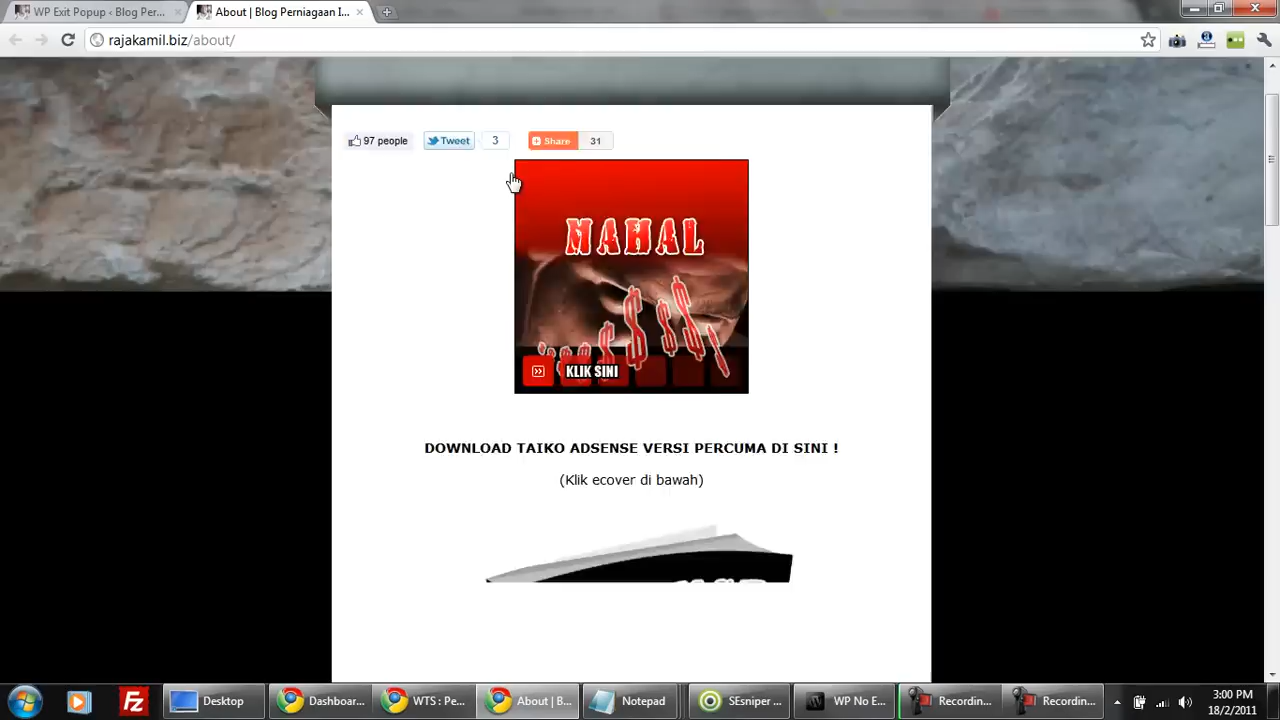 WP Exit Popup ‹ Blog Per...
About | Blog Perniagaan I...
rajakamil.biz/about/
97 people
Tweet
3
Share
31
MAHAL
$ $ $ $
KLIK SINI
DOWNLOAD TAIKO ADSENSE VERSI PERCUMA DI SINI !
(Klik ecover di bawah)
Desktop
Dashboar...
WTS : Pe...
About | B...
Notepad
SEsniper ...
WP No E...
Recordin...
Recordin...
3:00 PM
18/2/2011